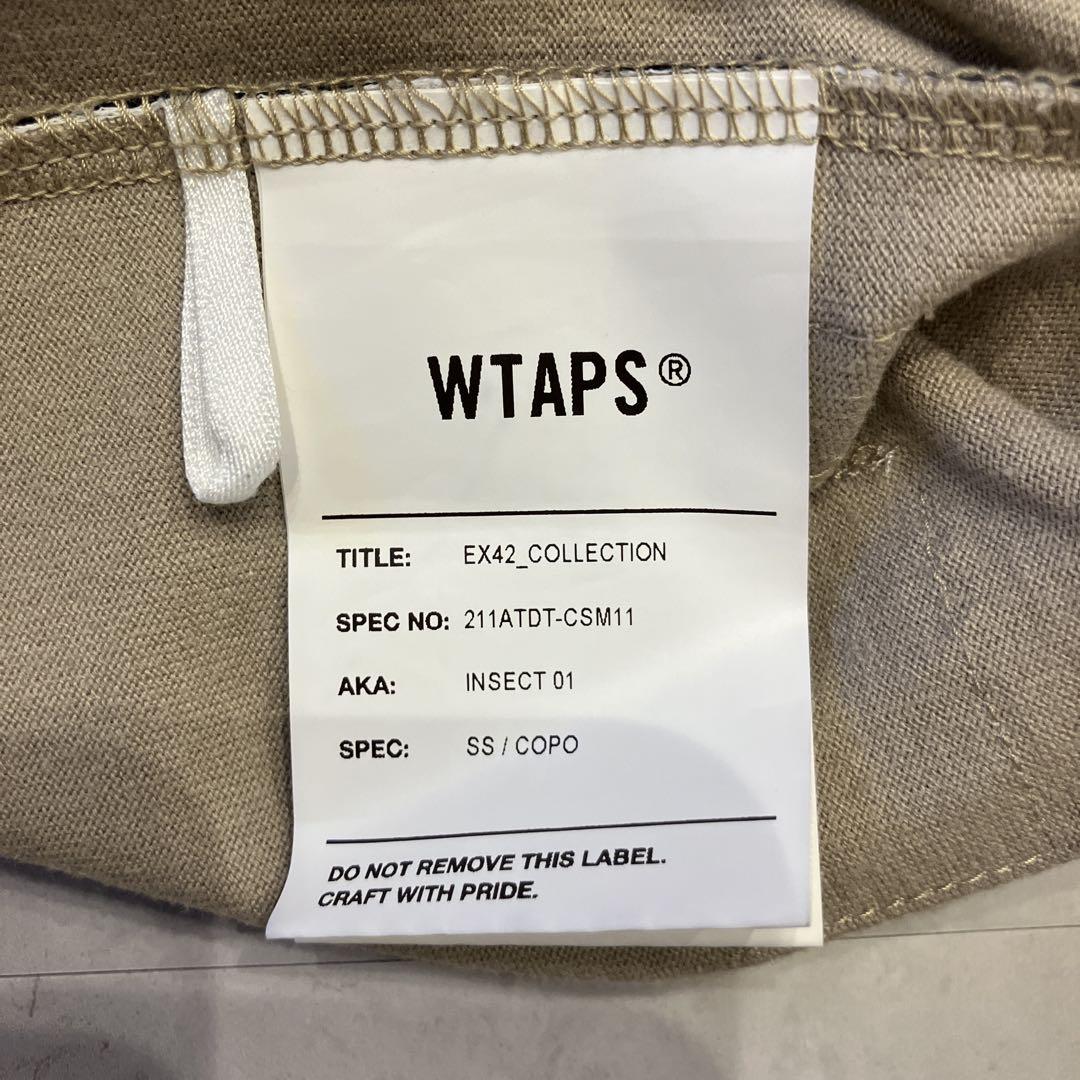 WTAPS®
TITLE: EX42_COLLECTION
SPEC NO: 211ATDT-CSM11
AKA: INSECT 01
SPEC: SS / COPO
DO NOT REMOVE THIS LABEL.
CRAFT WITH PRIDE.